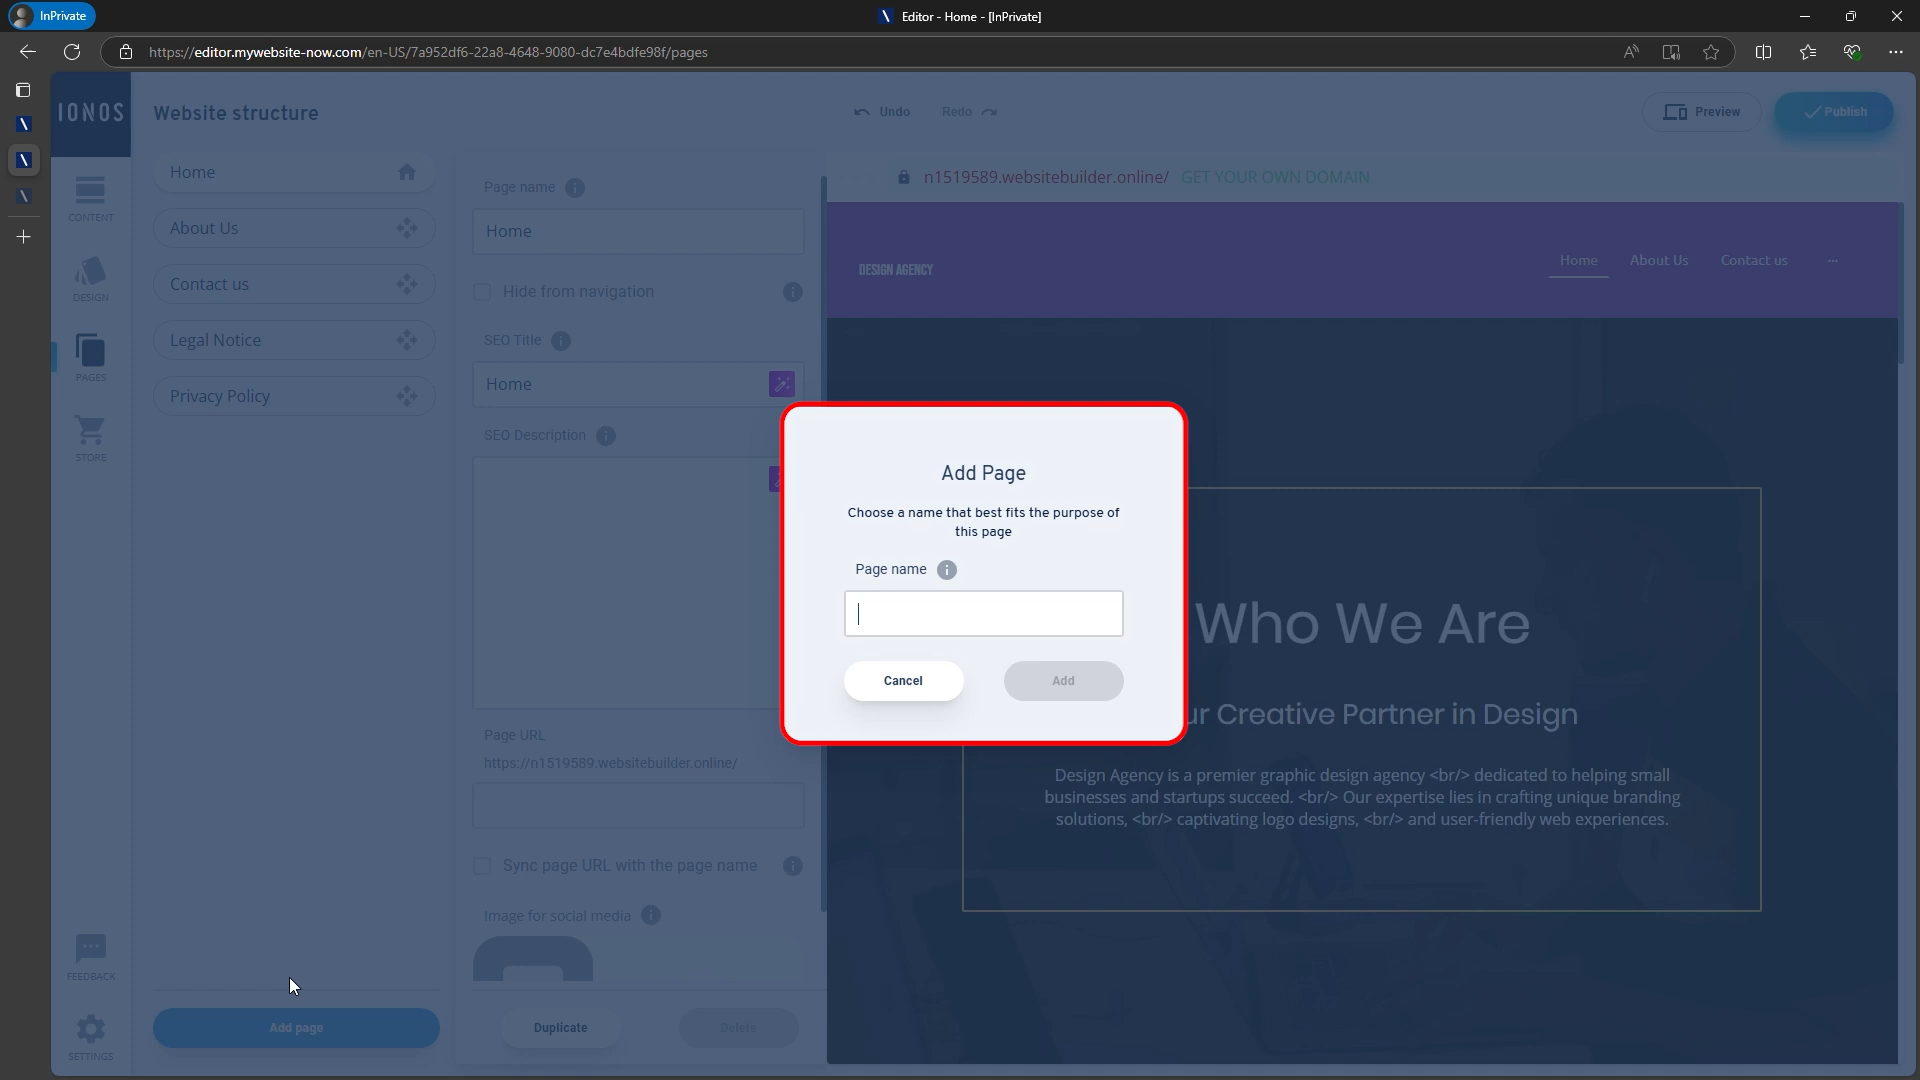 InPrivate
Editor - Home - [InPrivate]
https://editor.mywebsite-now.com/en-US/7a952df6-22a8-4648-9080-dc7e4bdfe98f/pages
IONOS
Website structure
Undo
Redo
Preview
Publish
CONTENT
DESIGN
PAGES
STORE
FEEDBACK
SETTINGS
Home
About Us
Contact us
Legal Notice
Privacy Policy
Add page
Page name
Home
Hide from navigation
SEO Title
Home
SEO Description
Page URL
https://n1519589.websitebuilder.online/
Sync page URL with the page name
Image for social media
Duplicate
Delete
n1519589.websitebuilder.online/ GET YOUR OWN DOMAIN
DESIGN AGENCY
Home
About Us
Contact us
Add Page
Choose a name that best fits the purpose of
this page
Page name
Cancel
Add
Who We Are
ur Creative Partner in Design
Design Agency is a premier graphic design agency <br/> dedicated to helping small
businesses and startups succeed. <br/> Our expertise lies in crafting unique branding
solutions, <br/> captivating logo designs, <br/> and user-friendly web experiences.